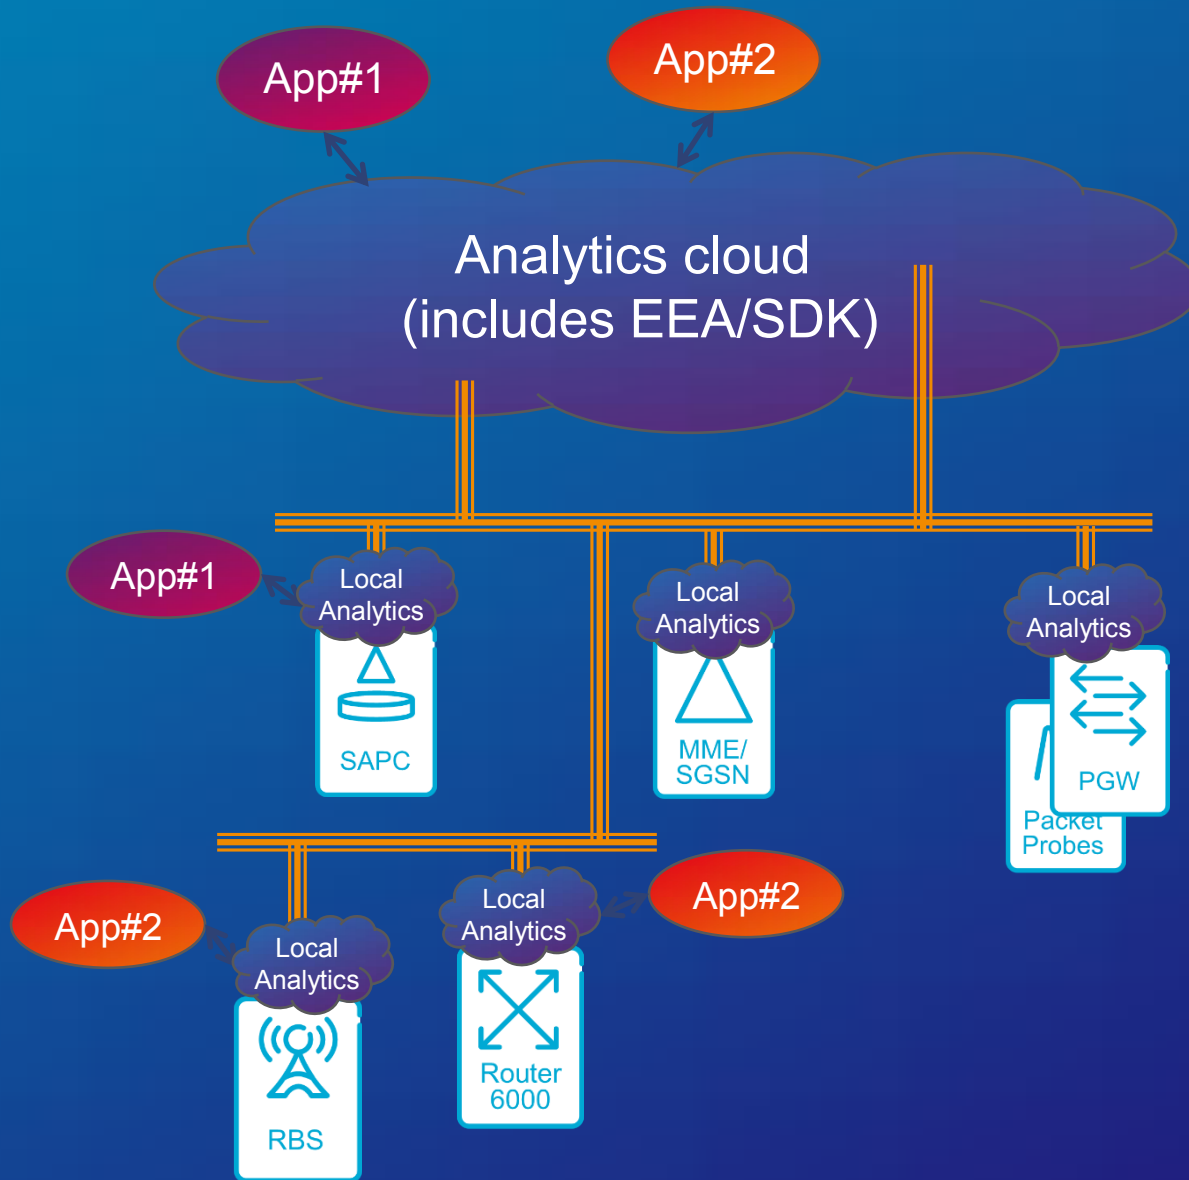 App#1
App#2
Analytics cloud
(includes EEA/SDK)
App#1
Local
Analytics
Local
Analytics
Local
Analytics
SAPC
MME/
SGSN
PGW
Packet
Probes
App#2
Local
Analytics
App#2
Local
Analytics
Router
6000
RBS